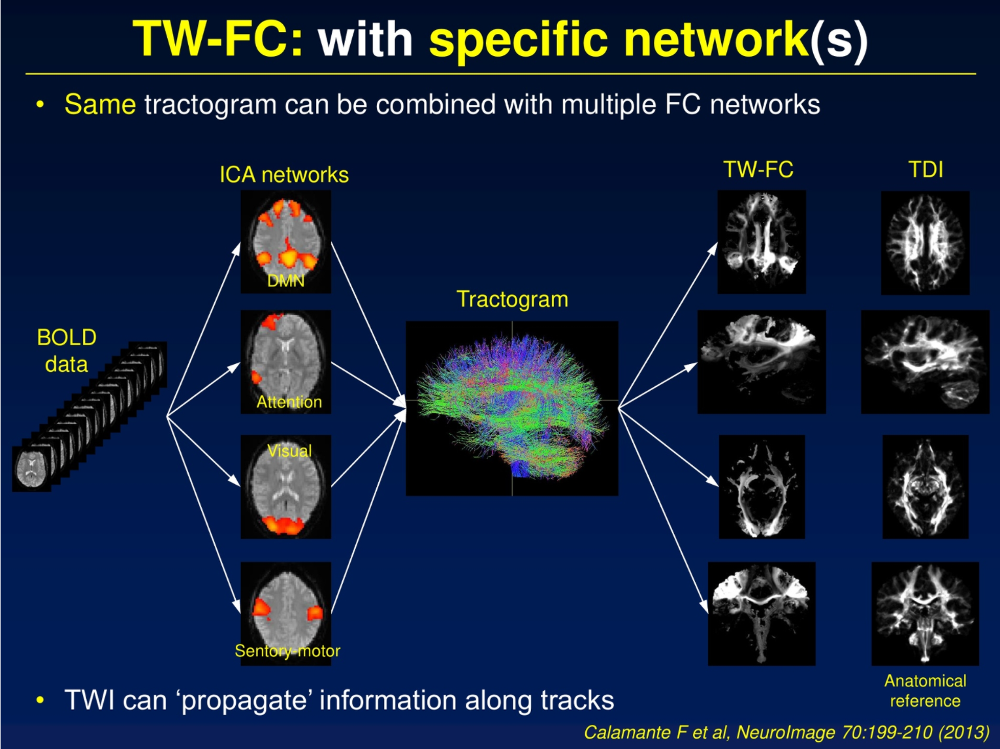 TW-FC: with specific network(s)
• Same tractogram can be combined with multiple FC networks
ICA networks
TW-FC
TDI
DMN
Tractogram
BOLD
data
Attention
Visual
Sentory-motor
Anatomical
reference
• TWI can ‘propagate’ information along tracks
Calamante F et al, NeuroImage 70:199-210 (2013)